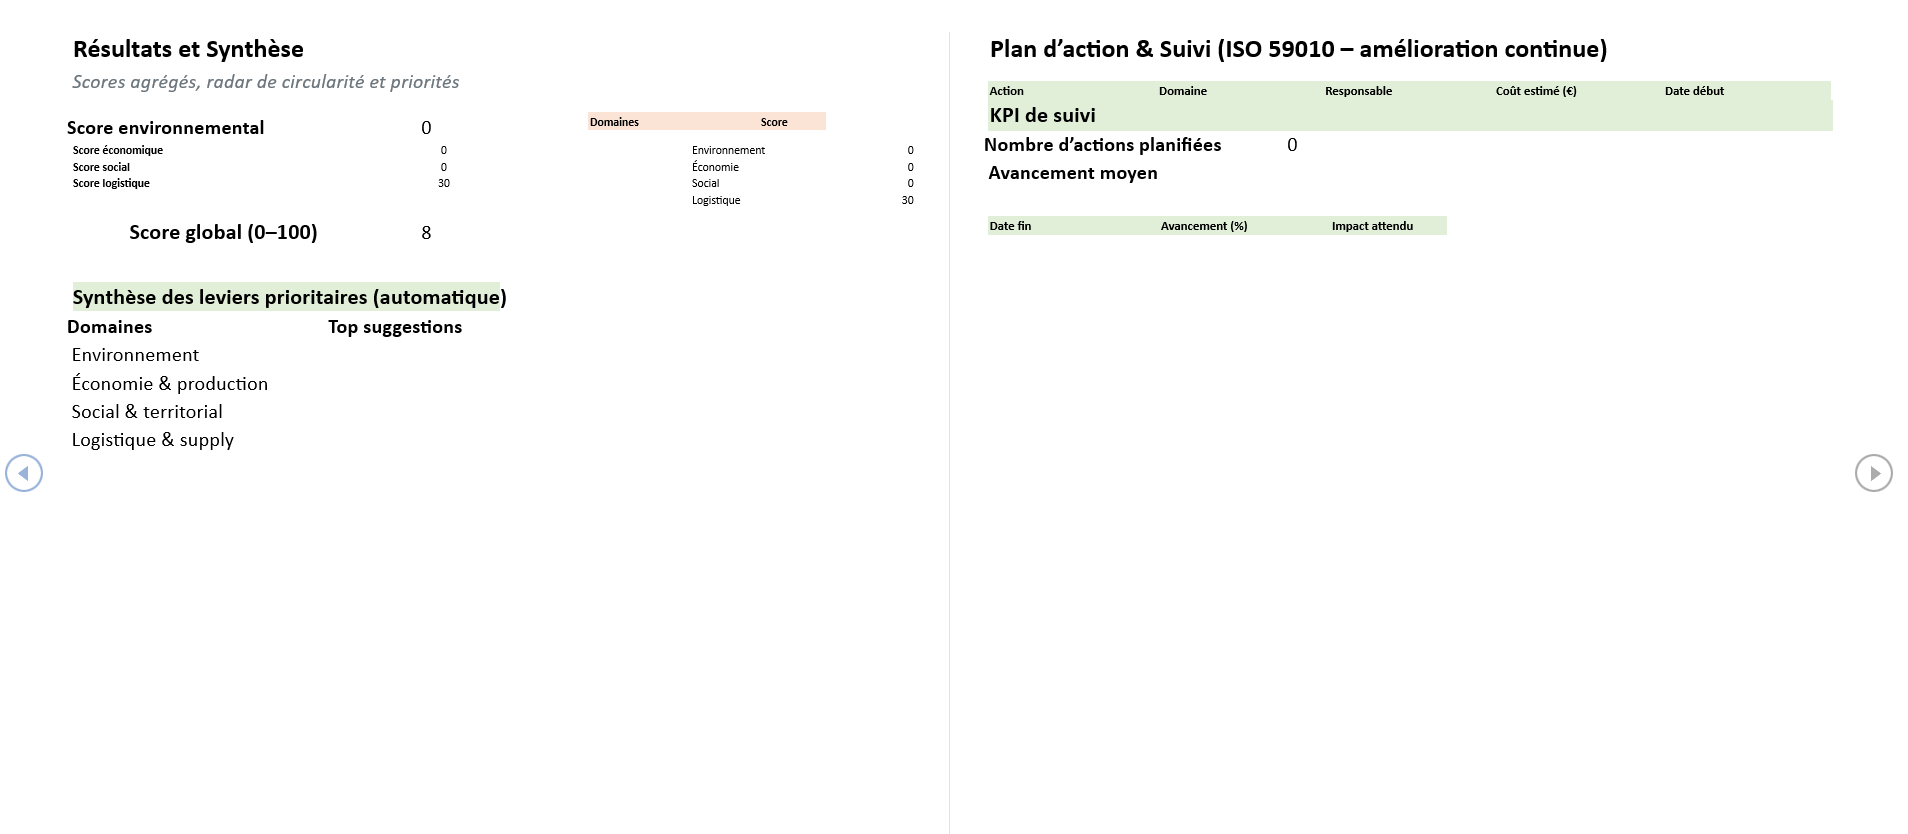 Résultats et Synthèse
Scores agrégés, radar de circularité et priorités
Score environnemental 0
Score économique 0
Score social 0
Score logistique 30
Score global (0–100) 8
Domaines Score
Environnement 0
Économie 0
Social 0
Logistique 30
Synthèse des leviers prioritaires (automatique)
Domaines Top suggestions
Environnement
Économie & production
Social & territorial
Logistique & supply
Plan d’action & Suivi (ISO 59010 – amélioration continue)
Action Domaine Responsable Coût estimé (€) Date début
KPI de suivi
Nombre d’actions planifiées 0
Avancement moyen
Date fin Avancement (%) Impact attendu